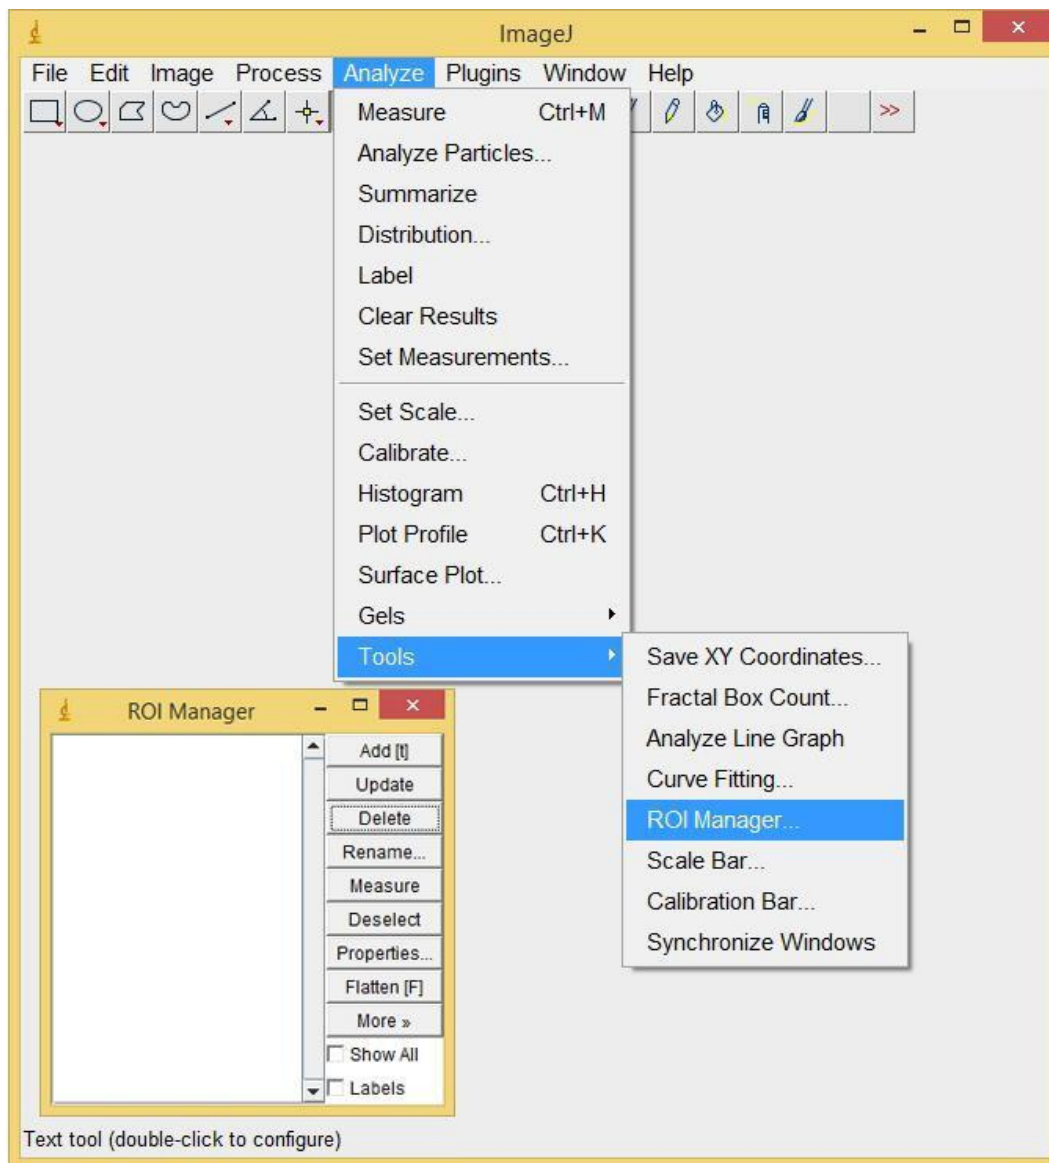 ImageJ
File Edit Image Process Analyze Plugins Window Help
>>
Measure Ctrl+M
Analyze Particles...
Summarize
Distribution...
Label
Clear Results
Set Measurements...
Set Scale...
Calibrate...
Histogram Ctrl+H
Plot Profile Ctrl+K
Surface Plot...
Gels
Tools
Save XY Coordinates...
Fractal Box Count...
Analyze Line Graph
Curve Fitting...
ROI Manager...
Scale Bar...
Calibration Bar...
Synchronize Windows
ROI Manager
Add [t]
Update
Delete
Rename...
Measure
Deselect
Properties...
Flatten [F]
More »
Show All
Labels
Text tool (double-click to configure)